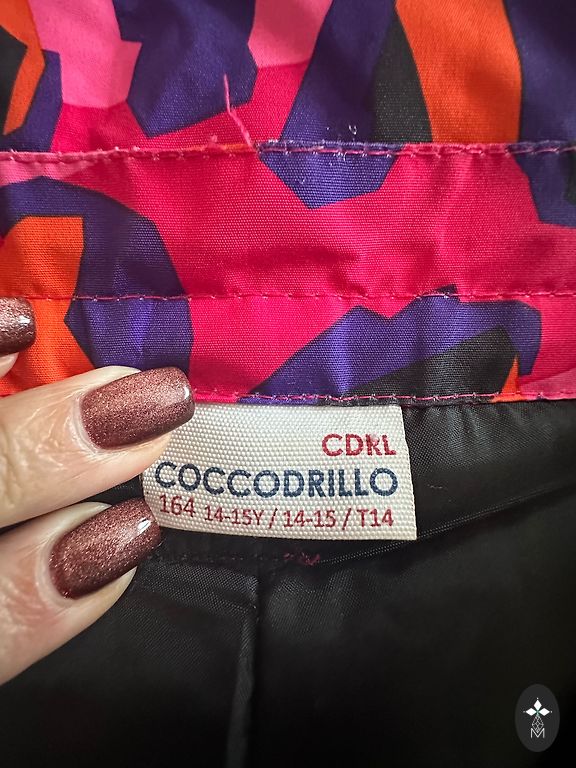 CDRL
COCCODRILLO
164 14-15Y / 14-15 / T14
M